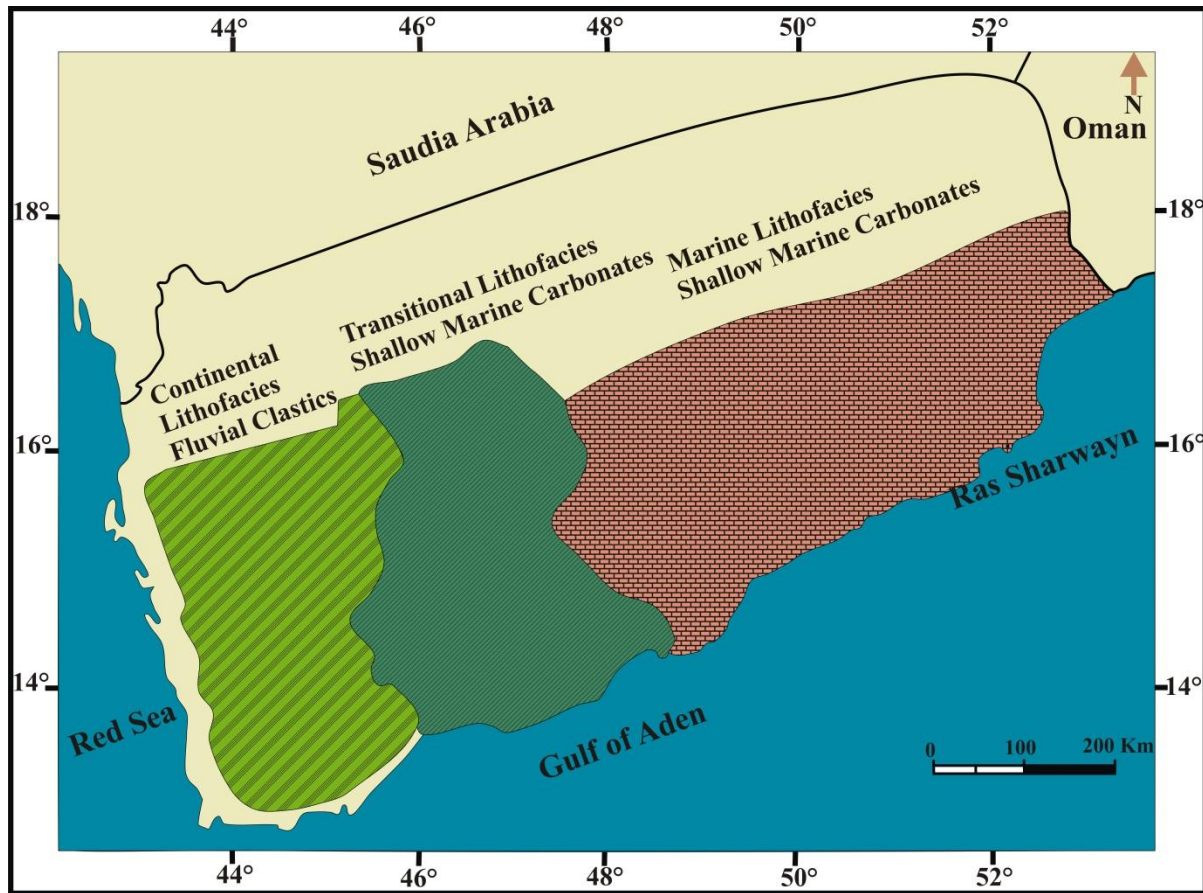 44° 46° 48° 50° 52°
N
Oman
Saudia Arabia
18° 18°
Marine Lithofacies
Shallow Marine Carbonates
Transitional Lithofacies
Shallow Marine Carbonates
Continental
Lithofacies
Fluvial Clastics
16° 16°
Ras Sharwayn
14° 14°
Red Sea
Gulf of Aden
0 100 200 Km
44° 46° 48° 50° 52°